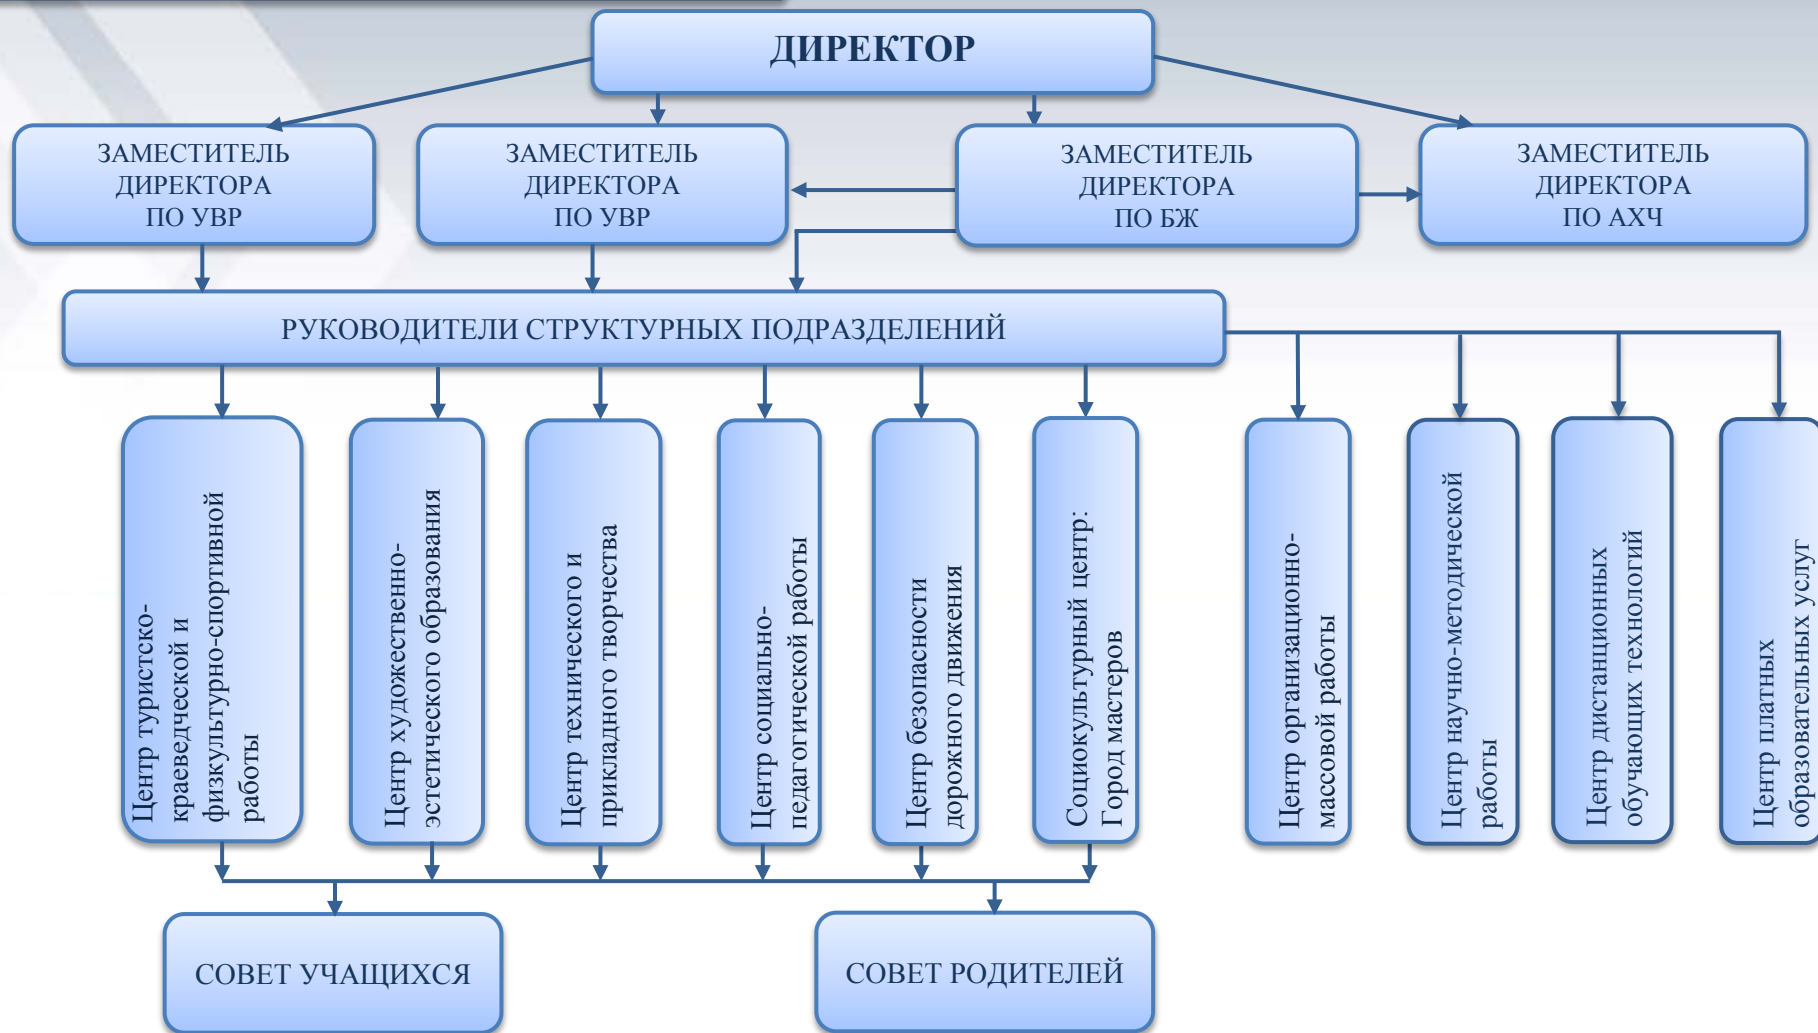 ДИРЕКТОР
ЗАМЕСТИТЕЛЬ
ДИРЕКТОРА
ПО УВР
ЗАМЕСТИТЕЛЬ
ДИРЕКТОРА
ПО УВР
ЗАМЕСТИТЕЛЬ
ДИРЕКТОРА
ПО БЖ
ЗАМЕСТИТЕЛЬ
ДИРЕКТОРА
ПО АХЧ
РУКОВОДИТЕЛИ СТРУКТУРНЫХ ПОДРАЗДЕЛЕНИЙ
Центр туристско-
краеведческой и
физкультурно-спортивной
работы
Центр художественно-
эстетического образования
Центр технического и
прикладного творчества
Центр социально-
педагогической работы
Центр безопасности
дорожного движения
Социокультурный центр:
Город мастеров
Центр организационно-
массовой работы
Центр научно-методической
работы
Центр дистанционных
обучающих технологий
Центр платных
образовательных услуг
СОВЕТ УЧАЩИХСЯ
СОВЕТ РОДИТЕЛЕЙ